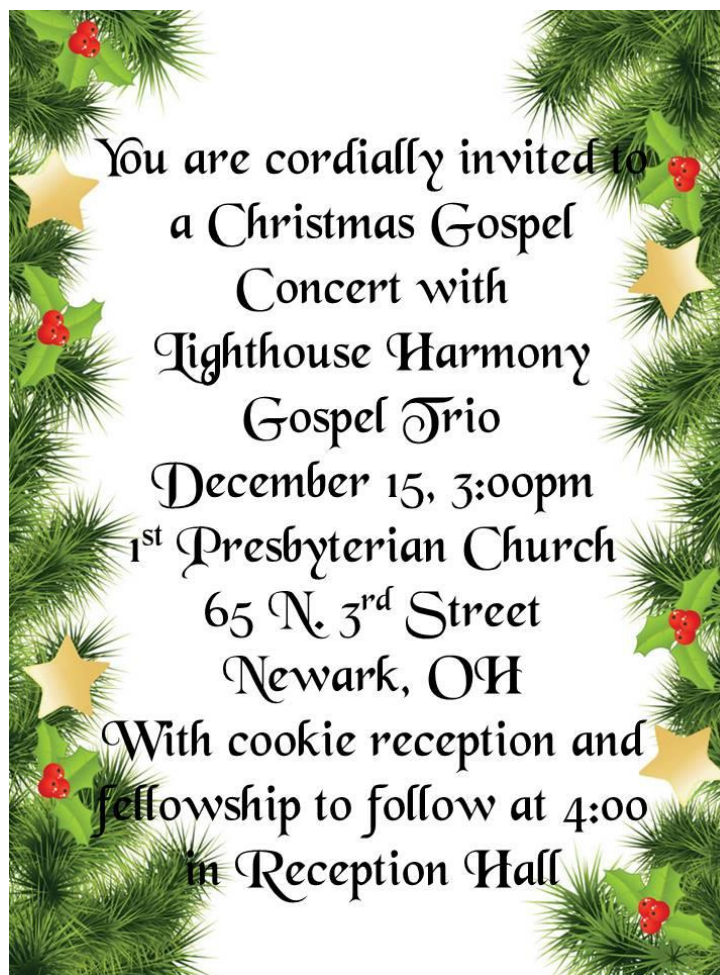 You are cordially invited to
a Christmas Gospel
Concert with
Lighthouse Harmony
Gospel Trio
December 15, 3:00pm
1st Presbyterian Church
65 N. 3rd Street
Newark, OH
With cookie reception and
fellowship to follow at 4:00
in Reception Hall